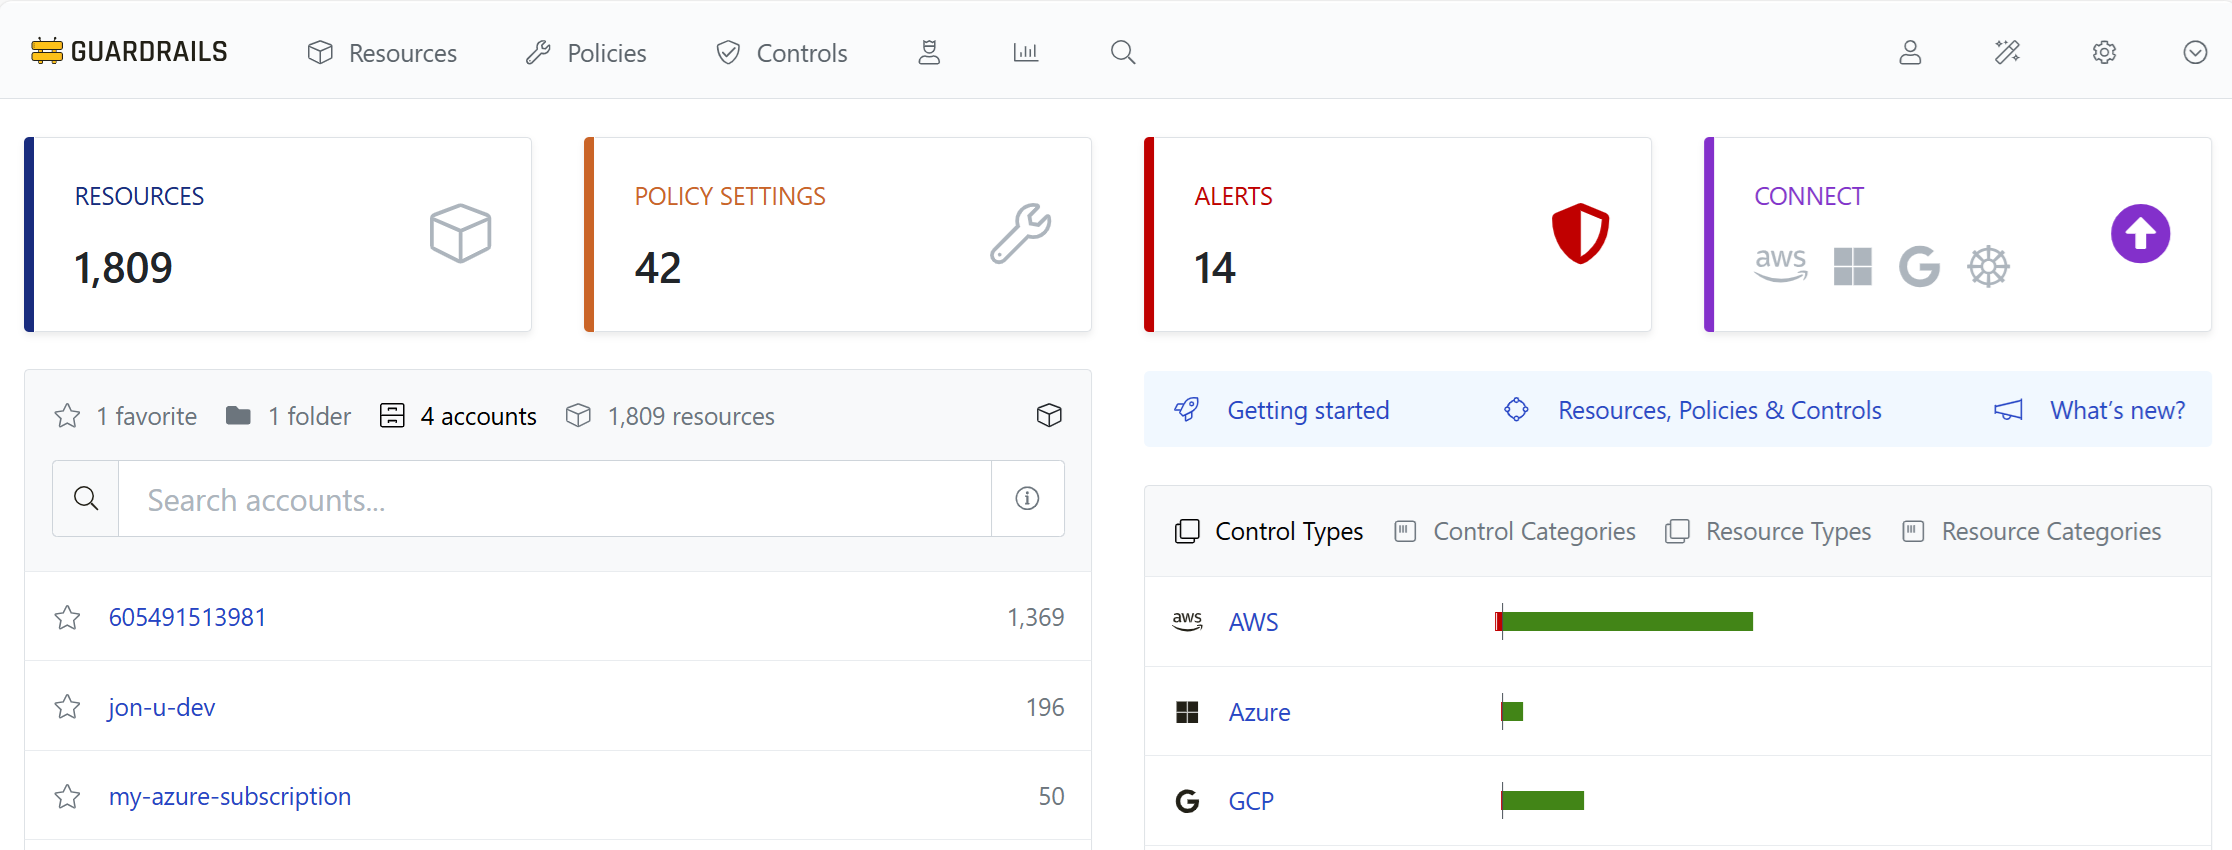 GUARDRAILS Resources Policies Controls
RESOURCES
1,809
POLICY SETTINGS
42
ALERTS
14
CONNECT
aws
1 favorite 1 folder 4 accounts 1,809 resources
Search accounts...
605491513981 1,369
jon-u-dev 196
my-azure-subscription 50
Getting started Resources, Policies & Controls What's new?
Control Types Control Categories Resource Types Resource Categories
aws AWS
Azure
G GCP